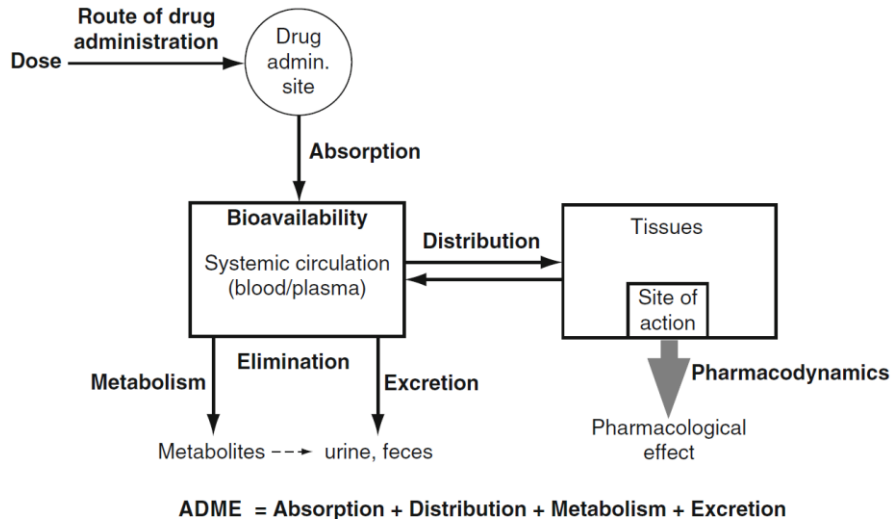 Route of drug
administration
Dose
Drug
admin.
site
Absorption
Bioavailability
Systemic circulation
(blood/plasma)
Distribution
Tissues
Site of
action
Elimination
Metabolism
Excretion
Pharmacodynamics
Metabolites
urine, feces
Pharmacological
effect
ADME = Absorption + Distribution + Metabolism + Excretion